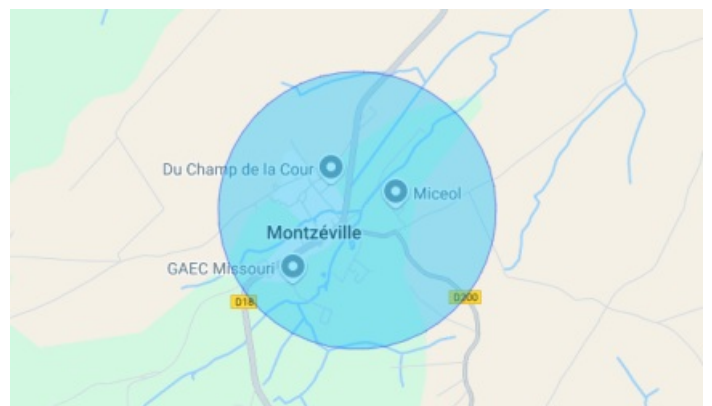 Du Champ de la Cour
Miceol
Montzéville
GAEC Missouri
D18
D200